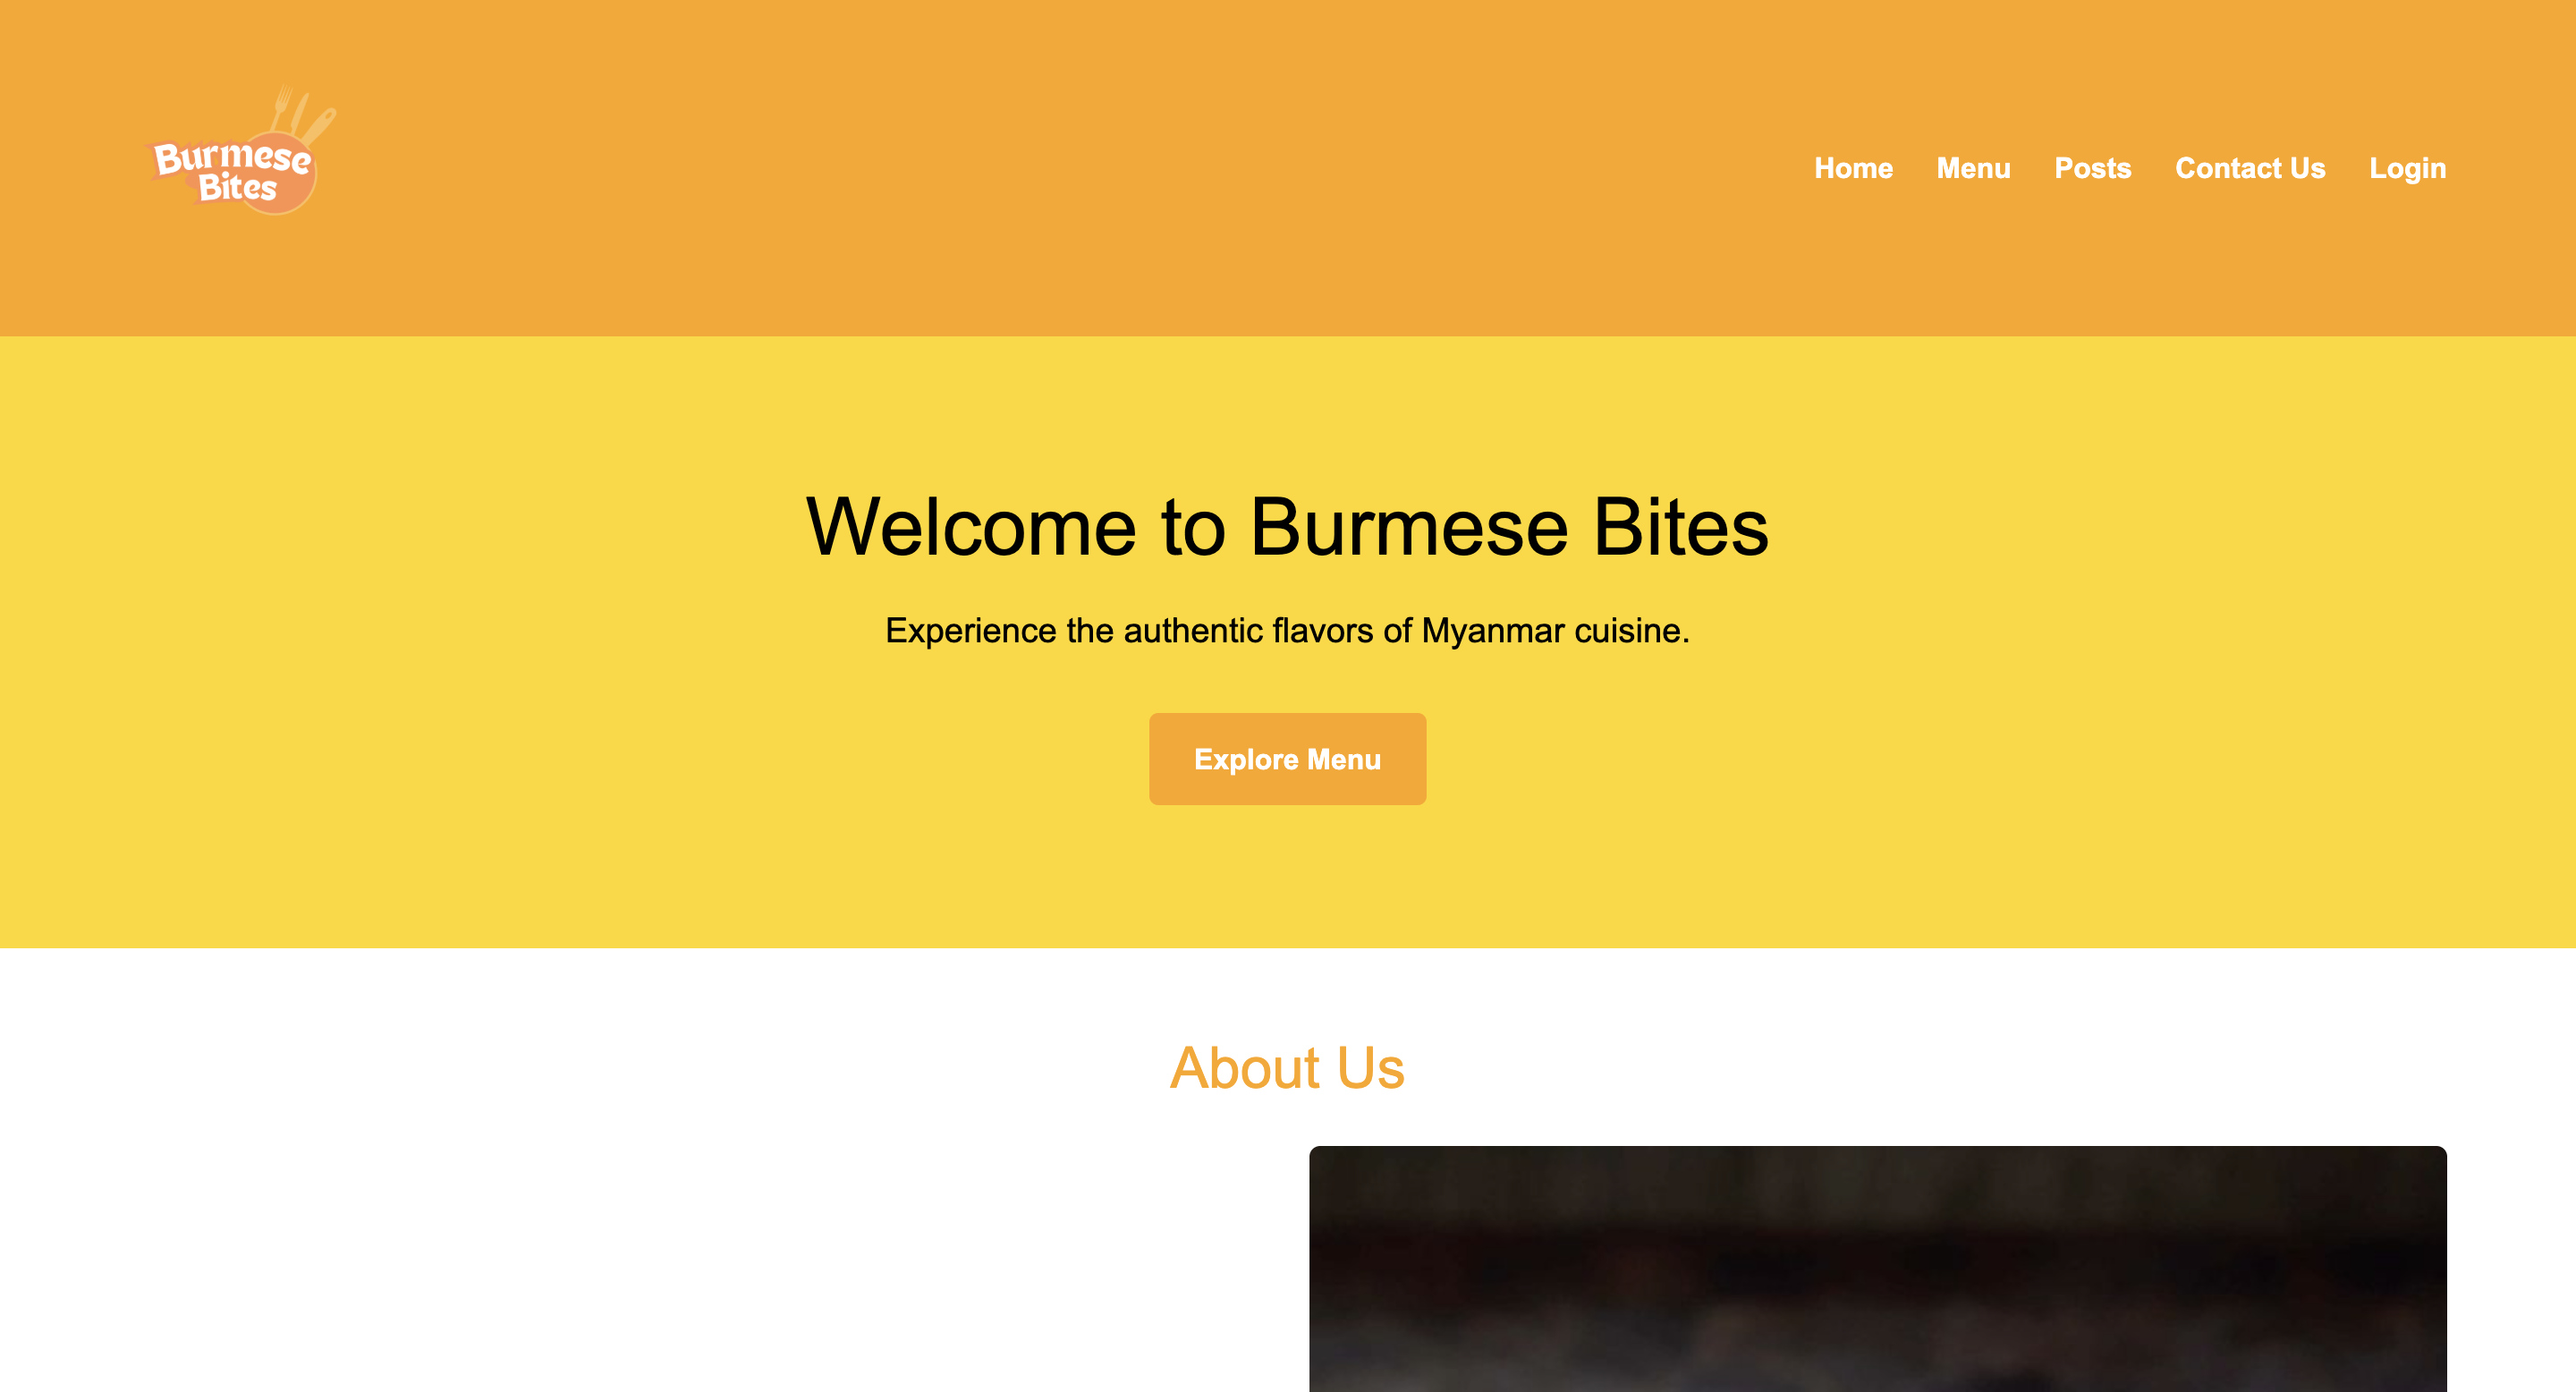 Burmese
Bites
Home Menu Posts Contact Us Login
Welcome to Burmese Bites
Experience the authentic flavors of Myanmar cuisine.
Explore Menu
About Us